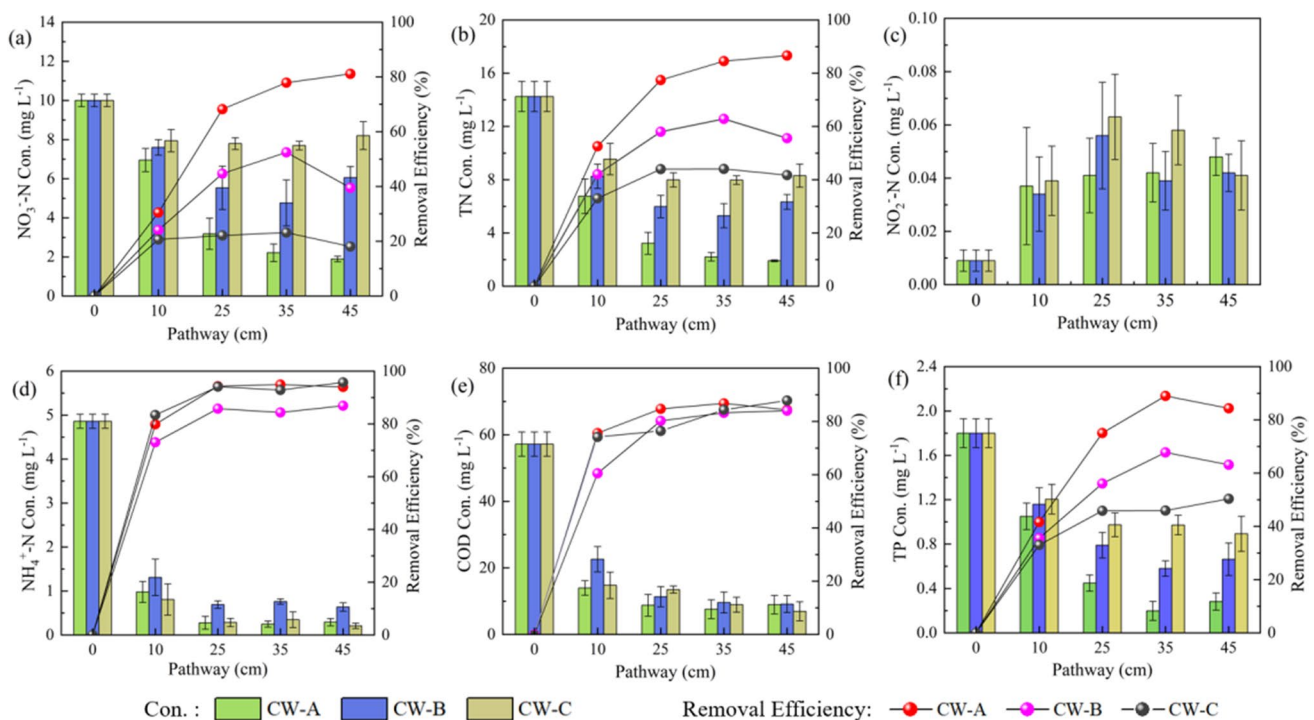 (a)
NO₃⁻-N Con. (mg L⁻¹)
14
12
10
8
6
4
2
0
100
80
60
40
20
0
Removal Efficiency (%)
0 10 25 35 45
Pathway (cm)
(b)
TN Con. (mg L⁻¹)
20
16
12
8
4
0
100
80
60
40
20
0
Removal Efficiency (%)
0 10 25 35 45
Pathway (cm)
(c)
NO₂⁻-N Con. (mg L⁻¹)
0.10
0.08
0.06
0.04
0.02
0.00
0 10 25 35 45
Pathway (cm)
(d)
NH₄⁺-N Con. (mg L⁻¹)
6
5
4
3
2
1
0
100
80
60
40
20
0
Removal Efficiency (%)
0 10 25 35 45
Pathway (cm)
(e)
COD Con. (mg L⁻¹)
80
60
40
20
0
100
80
60
40
20
0
Removal Efficiency (%)
0 10 25 35 45
Pathway (cm)
(f)
TP Con. (mg L⁻¹)
2.4
2.0
1.6
1.2
0.8
0.4
0.0
100
80
60
40
20
0
Removal Efficiency (%)
0 10 25 35 45
Pathway (cm)
Con. : CW-A CW-B CW-C Removal Efficiency: CW-A CW-B CW-C